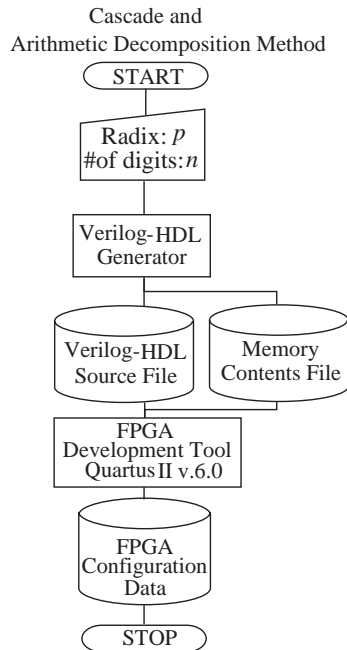 Cascade and
Arithmetic Decomposition Method
START
Radix: p
#of digits:n
Verilog-HDL
Generator
Verilog-HDL
Source File
Memory
Contents File
FPGA
Development Tool
Quartus II v.6.0
FPGA
Configuration
Data
STOP